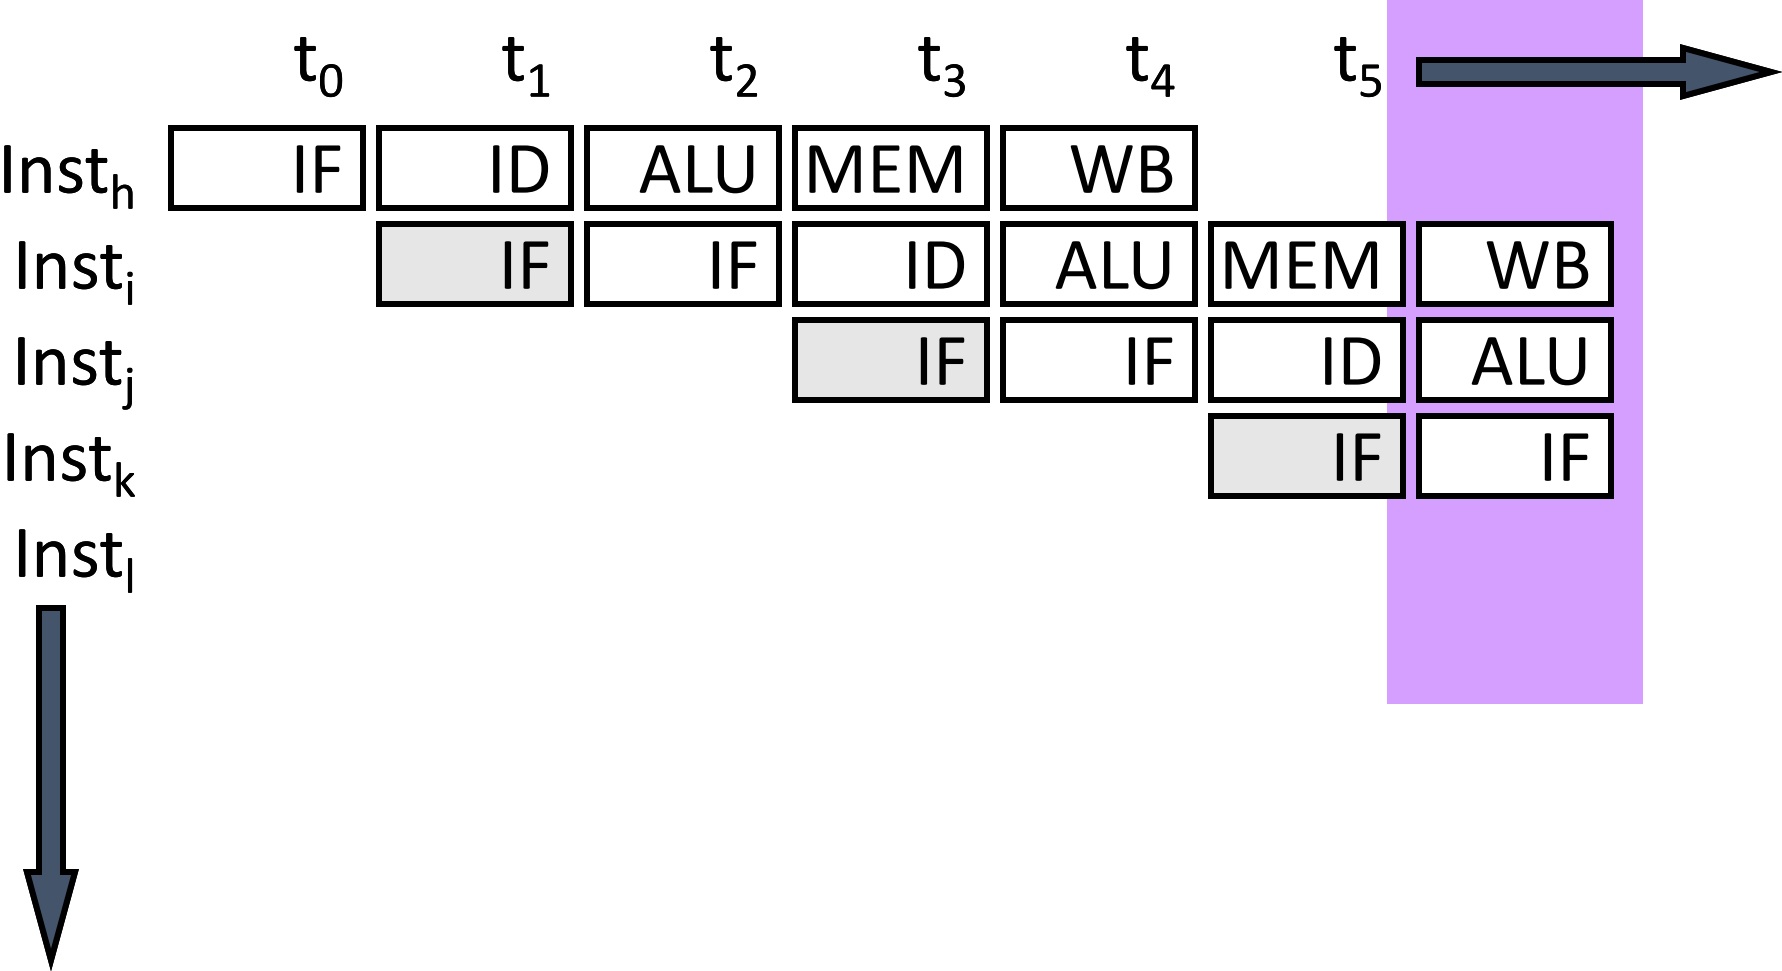 t0 t1 t2 t3 t4 t5
Insth IF ID ALU MEM WB
Insti IF IF ID ALU MEM WB
Instj IF IF ID ALU
Instk IF IF
Instl